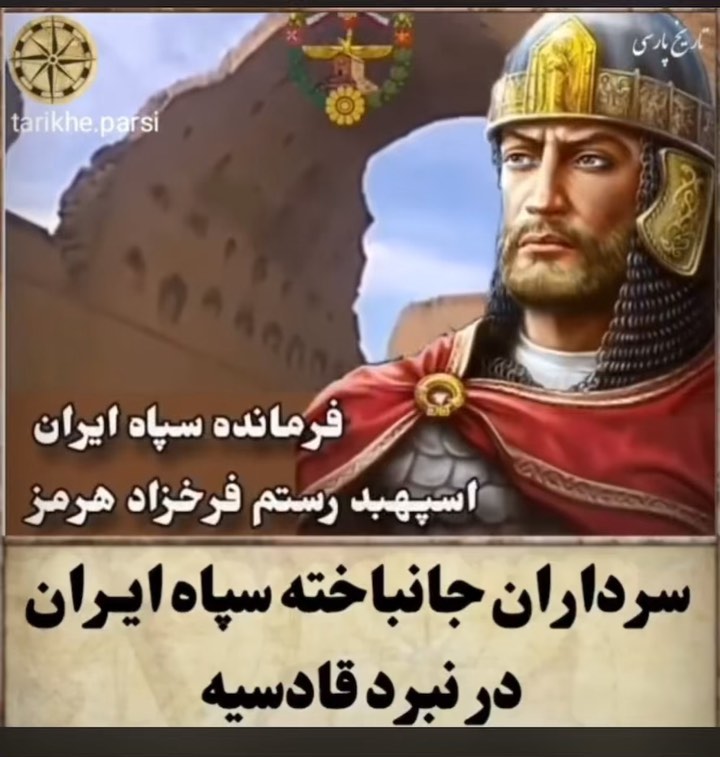 تاریخ پارسی
tarikhe.parsi
فرمانده سپاه ایران
اسپهبد رستم فرخزاد هرمز
سرداران جانباخته سپاه ایران
در نبرد قادسیه